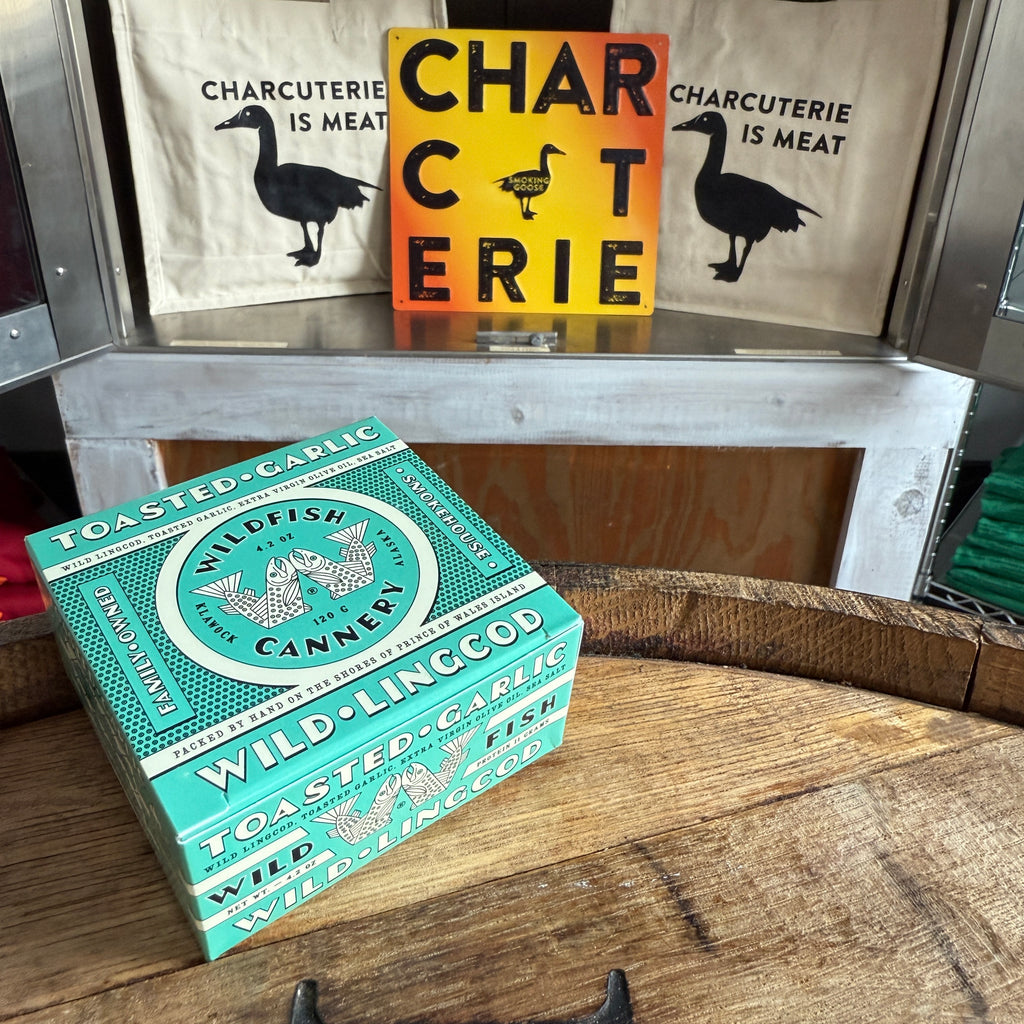 CHARCUTERIE
IS MEAT
CHAR
C T
ERIE
SMOKING
GOOSE
CHARCUTERIE
IS MEAT
TOASTED•GARLIC
WILD LINGCOD, TOASTED GARLIC, EXTRA VIRGIN OLIVE OIL, SEA SALT
FAMILY•OWNED
WILDFISH
4.2 OZ
KLAWOCK
ALASKA
®
120 G
CANNERY
•SMOKEHOUSE•
PACKED BY HAND ON THE SHORES OF PRINCE OF WALES ISLAND
WILD•LINGCOD
TOASTED•GARLIC
WILD LINGCOD, TOASTED GARLIC, EXTRA VIRGIN OLIVE OIL, SEA SALT
WILD FISH
NET WT. — 4.2 OZ
PROTEIN 21 GRAMS
WILD•LINGCOD